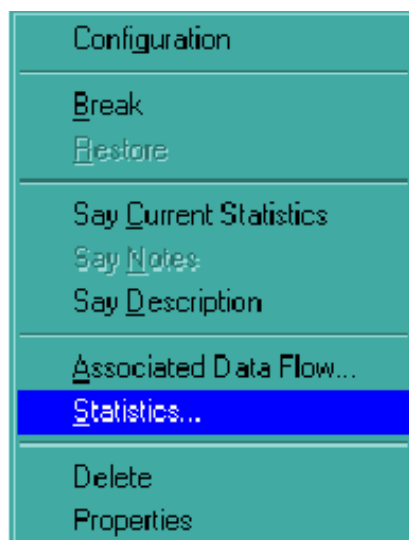 Configuration
Break
Restore
Say Current Statistics
Say Notes
Say Description
Associated Data Flow...
Statistics...
Delete
Properties